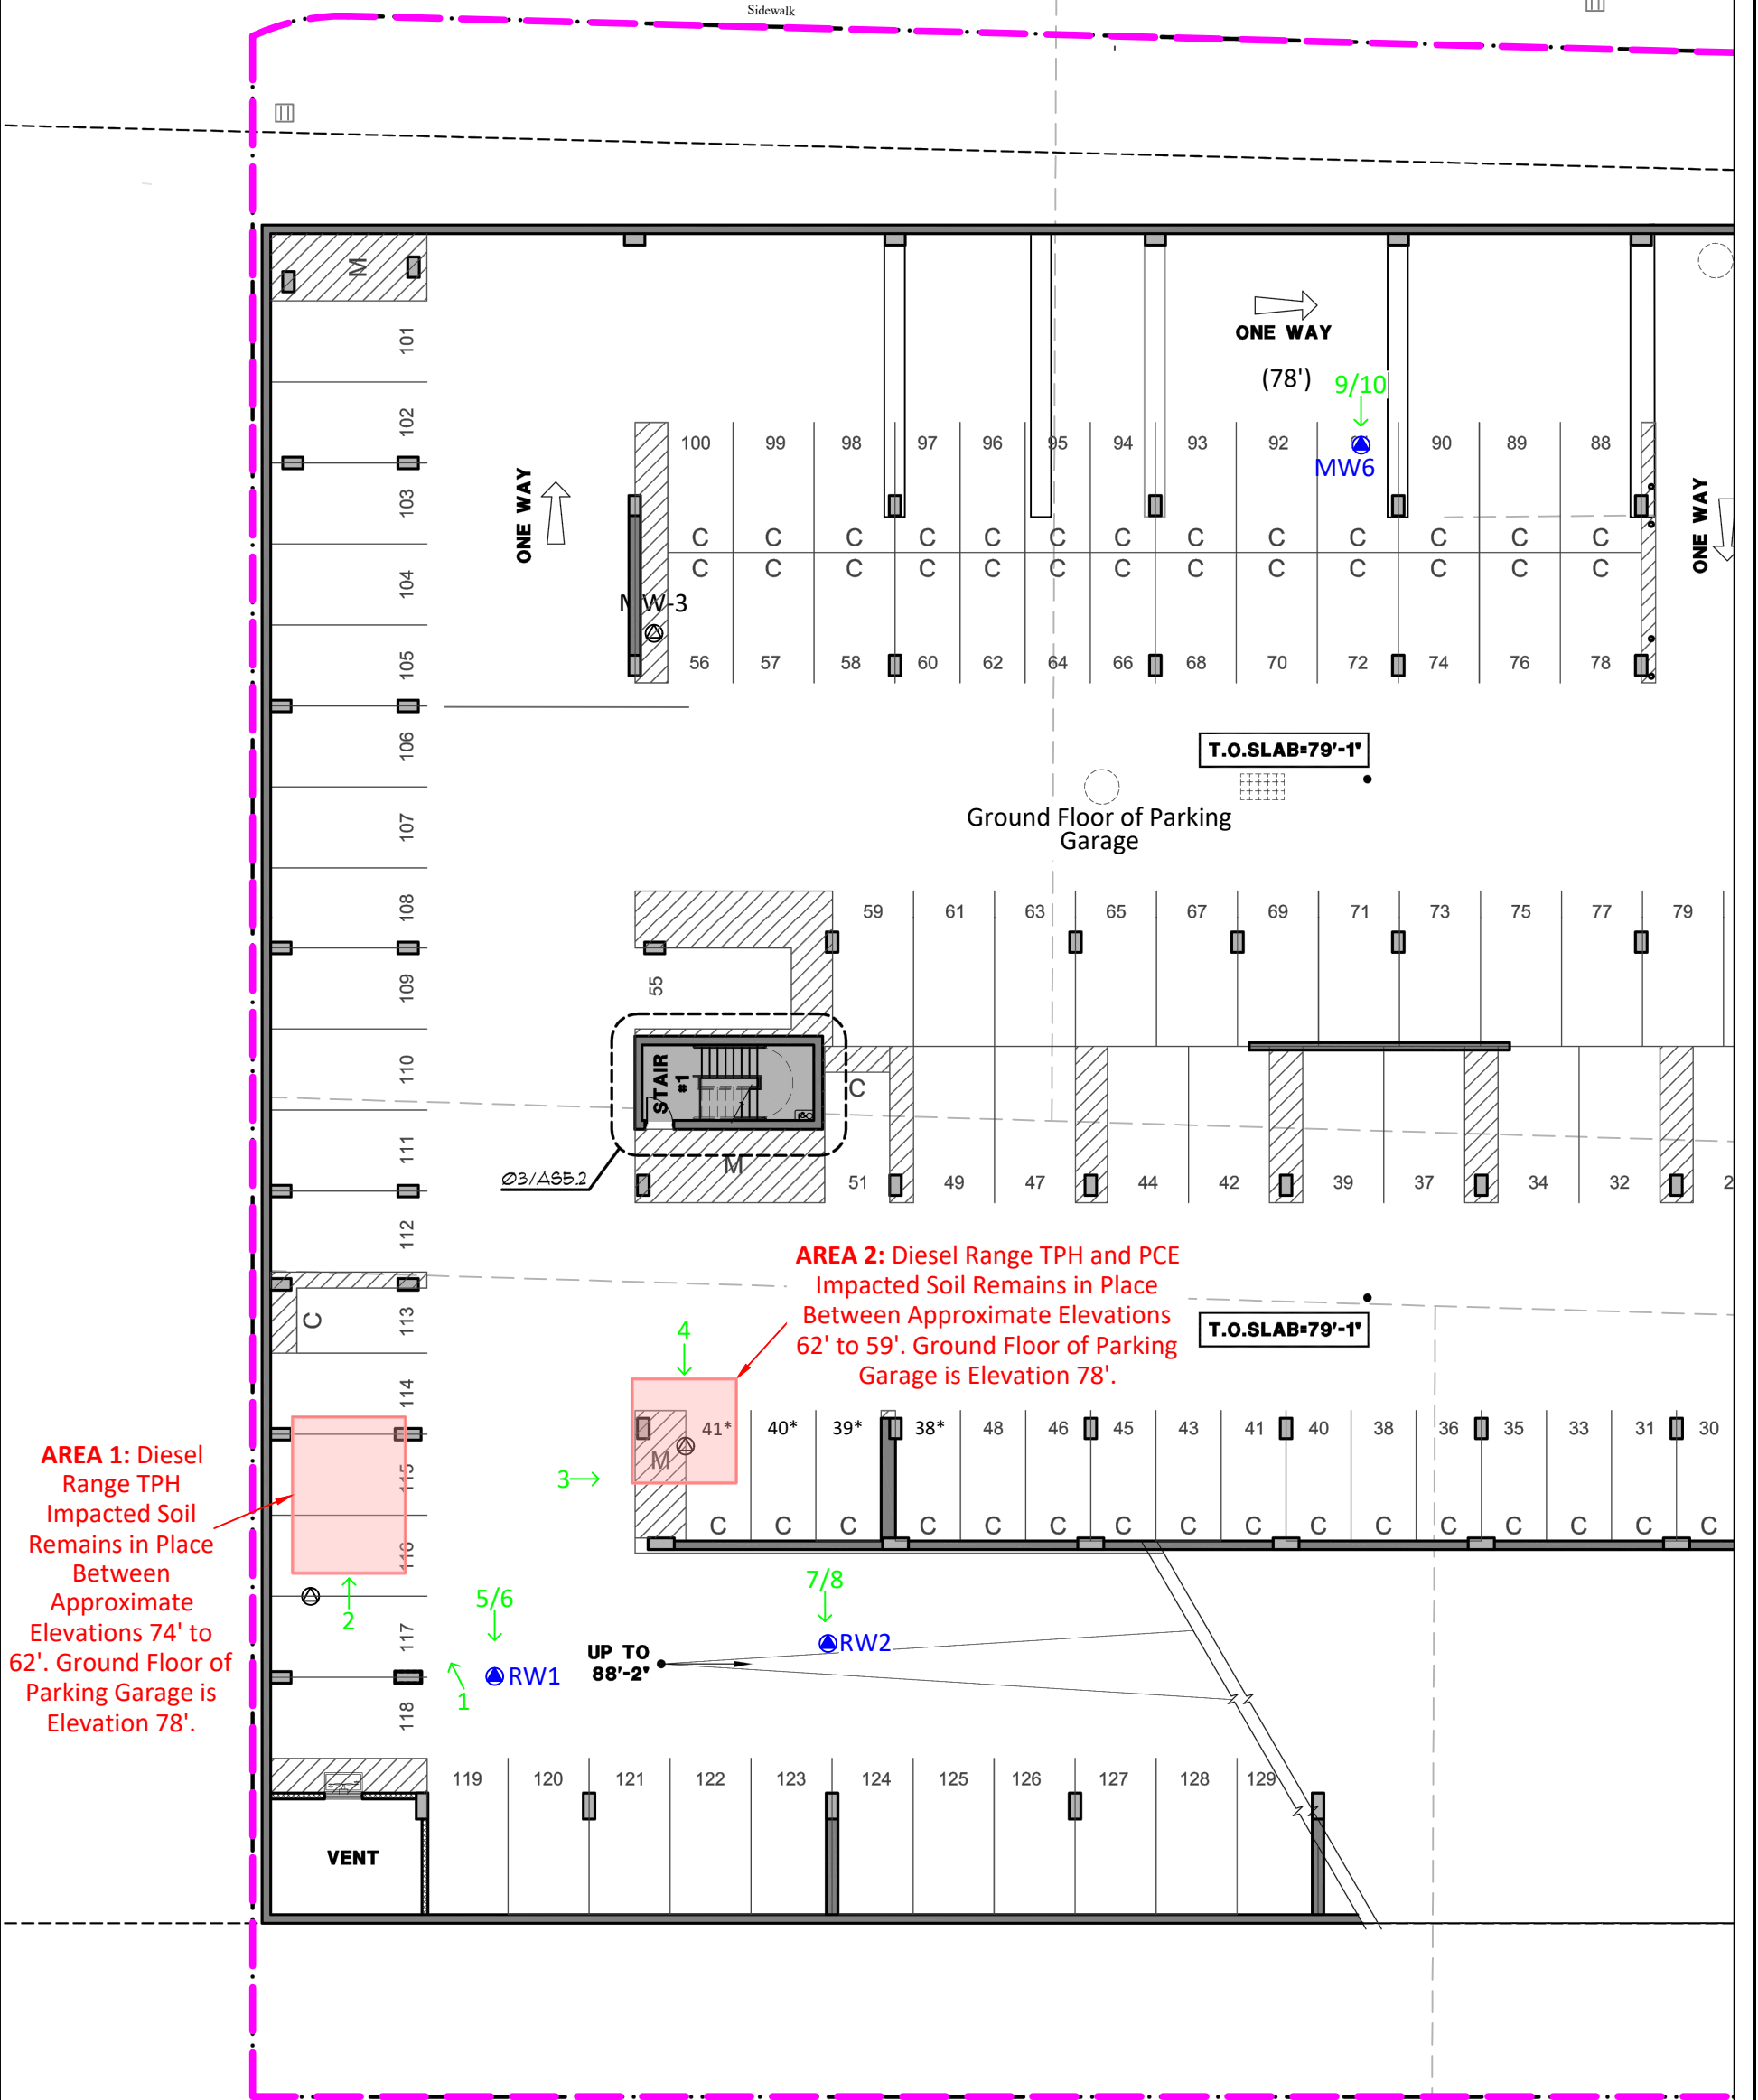 Sidewalk
M
101
102
103
104
105
106
107
108
109
110
111
112
113
C
114
115
116
117
118
ONE WAY
ONE WAY
(78')
9/10
MW6
ONE WAY
100 99 98 97 96 95 94 93 92 90 89 88
C C C C C C C C C C C C C
C C C C C C C C C C C C C
MW-3
56 57 58 60 62 64 66 68 70 72 74 76 78
T.O.SLAB=79'-1"
Ground Floor of Parking
Garage
59 61 63 65 67 69 71 73 75 77 79
55
STAIR
#1
C
M
Ø3/AS5.2
51 49 47 44 42 39 37 34 32
AREA 2: Diesel Range TPH and PCE
Impacted Soil Remains in Place
Between Approximate Elevations
62' to 59'. Ground Floor of Parking
Garage is Elevation 78'.
T.O.SLAB=79'-1"
4
41* 40* 39* 38* 48 46 45 43 41 40 38 36 35 33 31 30
M
3
C C C C C C C C C C C C C C C C
AREA 1: Diesel
Range TPH
Impacted Soil
Remains in Place
Between
Approximate
Elevations 74' to
62'. Ground Floor of
Parking Garage is
Elevation 78'.
2
5/6
RW1
1
7/8
RW2
UP TO
88'-2"
119 120 121 122 123 124 125 126 127 128 129
VENT